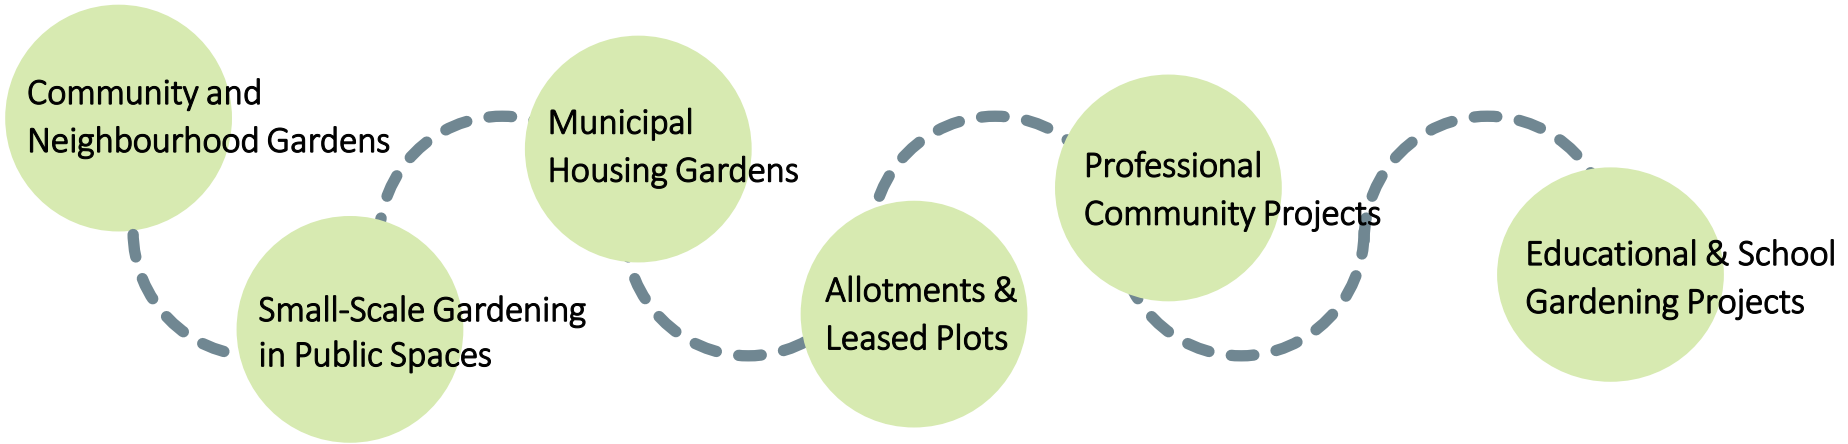 Community and
Neighbourhood Gardens
Small-Scale Gardening
in Public Spaces
Municipal
Housing Gardens
Allotments &
Leased Plots
Professional
Community Projects
Educational & School
Gardening Projects